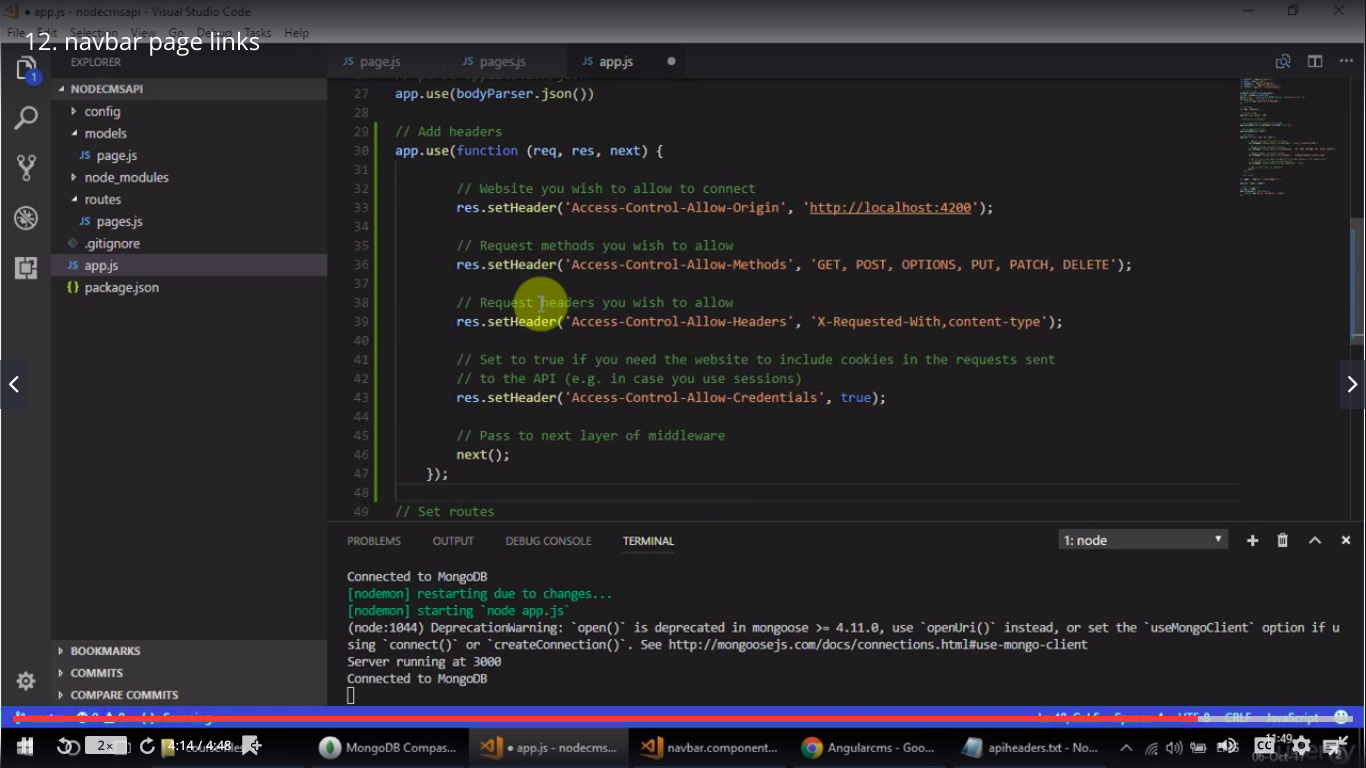 app.js - nodecmsapi - Visual Studio Code
File Edit Selection View Go Debug Tasks Help
12. navbar page links
EXPLORER
JS page.js JS pages.js JS app.js
1
NODECMSAPI
config
models
JS page.js
node_modules
routes
JS pages.js
.gitignore
JS app.js
{} package.json
BOOKMARKS
COMMITS
COMPARE COMMITS
27 app.use(bodyParser.json())
28
29 // Add headers
30 app.use(function (req, res, next) {
31
32 // Website you wish to allow to connect
33 res.setHeader('Access-Control-Allow-Origin', 'http://localhost:4200');
34
35 // Request methods you wish to allow
36 res.setHeader('Access-Control-Allow-Methods', 'GET, POST, OPTIONS, PUT, PATCH, DELETE');
37
38 // Request headers you wish to allow
39 res.setHeader('Access-Control-Allow-Headers', 'X-Requested-With,content-type');
40
41 // Set to true if you need the website to include cookies in the requests sent
42 // to the API (e.g. in case you use sessions)
43 res.setHeader('Access-Control-Allow-Credentials', true);
44
45 // Pass to next layer of middleware
46 next();
47 });
48
49 // Set routes
PROBLEMS OUTPUT DEBUG CONSOLE TERMINAL 1: node
Connected to MongoDB
[nodemon] restarting due to changes...
[nodemon] starting `node app.js`
(node:1044) DeprecationWarning: `open()` is deprecated in mongoose >= 4.11.0, use `openUri()` instead, or set the `useMongoClient` option if u
sing `connect()` or `createConnection()`. See http://mongoosejs.com/docs/connections.html#use-mongo-client
Server running at 3000
Connected to MongoDB
2x 4:14 / 4:48 MongoDB Compas... app.js - nodecms... navbar.component... Angularcms - Goo... apiheaders.txt - No... CC 11:49
06-Oct-17